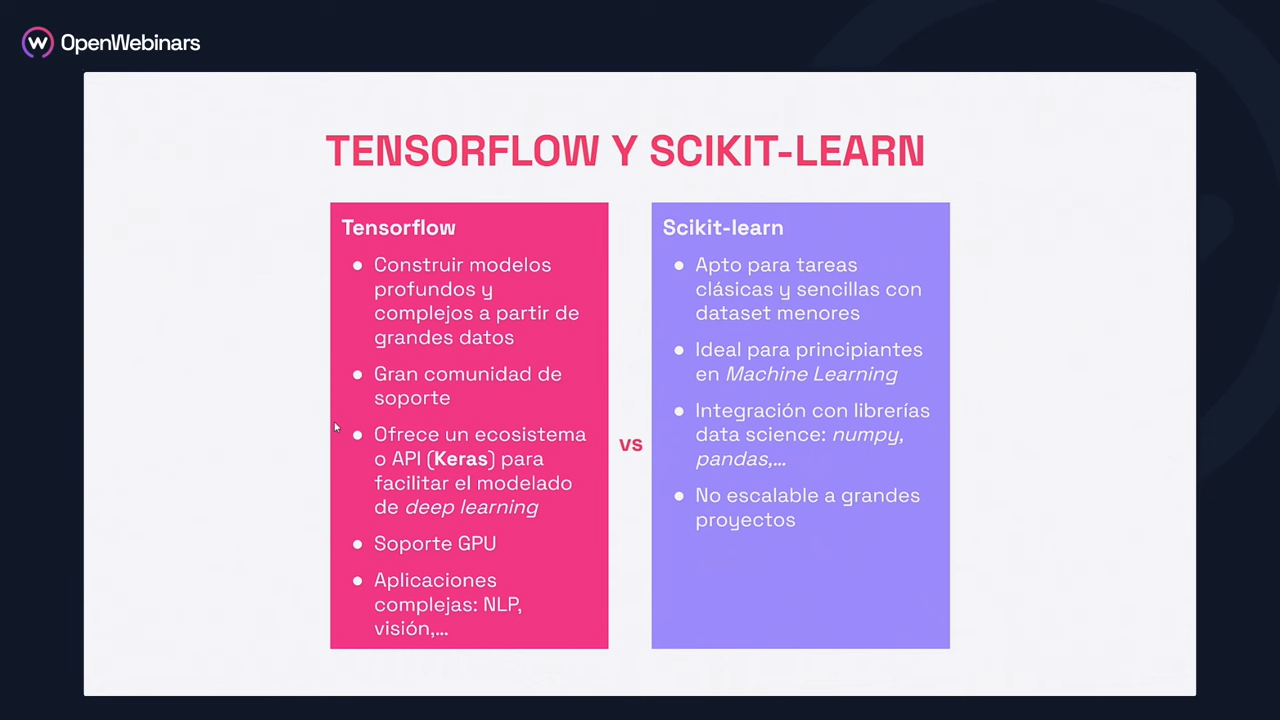 OpenWebinars
TENSORFLOW Y SCIKIT-LEARN
Tensorflow
● Construir modelos
profundos y
complejos a partir de
grandes datos
● Gran comunidad de
soporte
● Ofrece un ecosistema
o API (Keras) para
facilitar el modelado
de deep learning
● Soporte GPU
● Aplicaciones
complejas: NLP,
visión,...
vs
Scikit-learn
● Apto para tareas
clásicas y sencillas con
dataset menores
● Ideal para principiantes
en Machine Learning
● Integración con librerías
data science: numpy,
pandas,...
● No escalable a grandes
proyectos